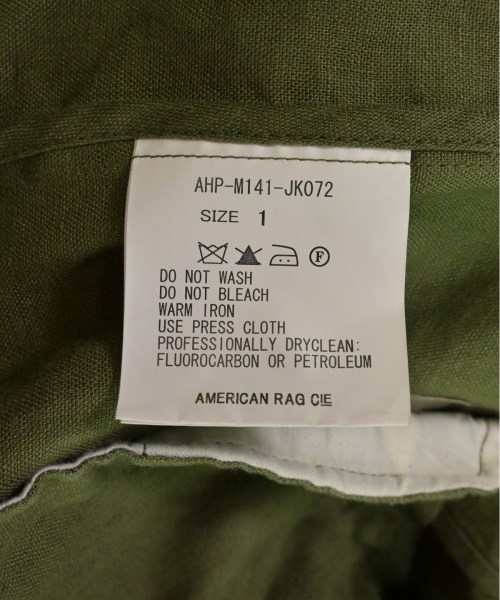 AHP-M141-JK072
SIZE 1
F
DO NOT WASH
DO NOT BLEACH
WARM IRON
USE PRESS CLOTH
PROFESSIONALLY DRYCLEAN:
FLUOROCARBON OR PETROLEUM
AMERICAN RAG CIE